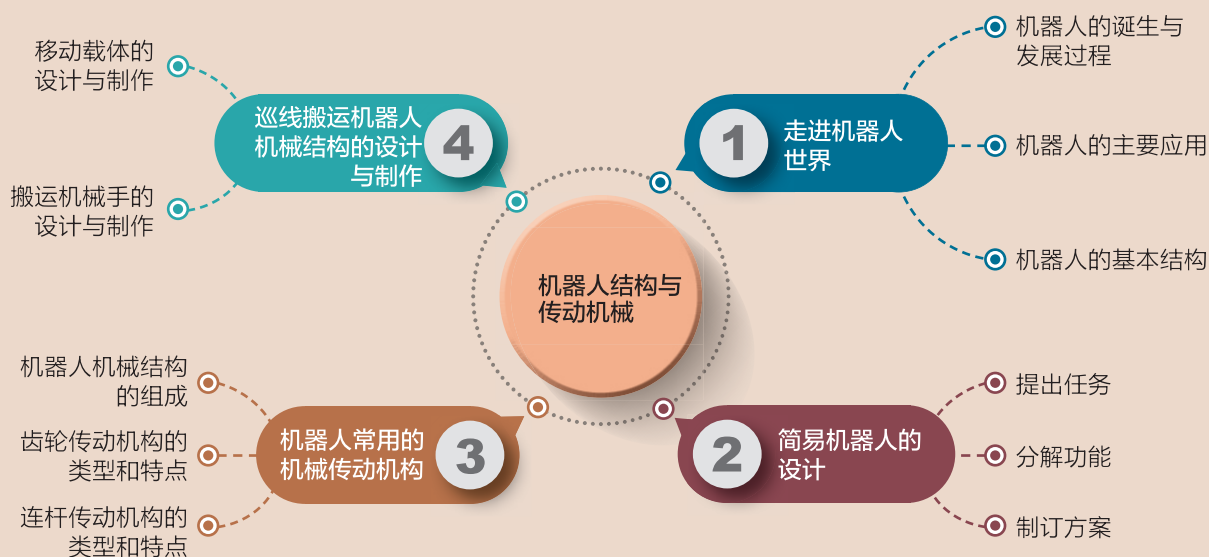 机器人结构与
传动机械
1
走进机器人
世界
机器人的诞生与
发展过程
机器人的主要应用
机器人的基本结构
2
简易机器人的
设计
提出任务
分解功能
制订方案
3
机器人常用的
机械传动机构
机器人机械结构
的组成
齿轮传动机构的
类型和特点
连杆传动机构的
类型和特点
4
巡线搬运机器人
机械结构的设计
与制作
移动载体的
设计与制作
搬运机械手的
设计与制作